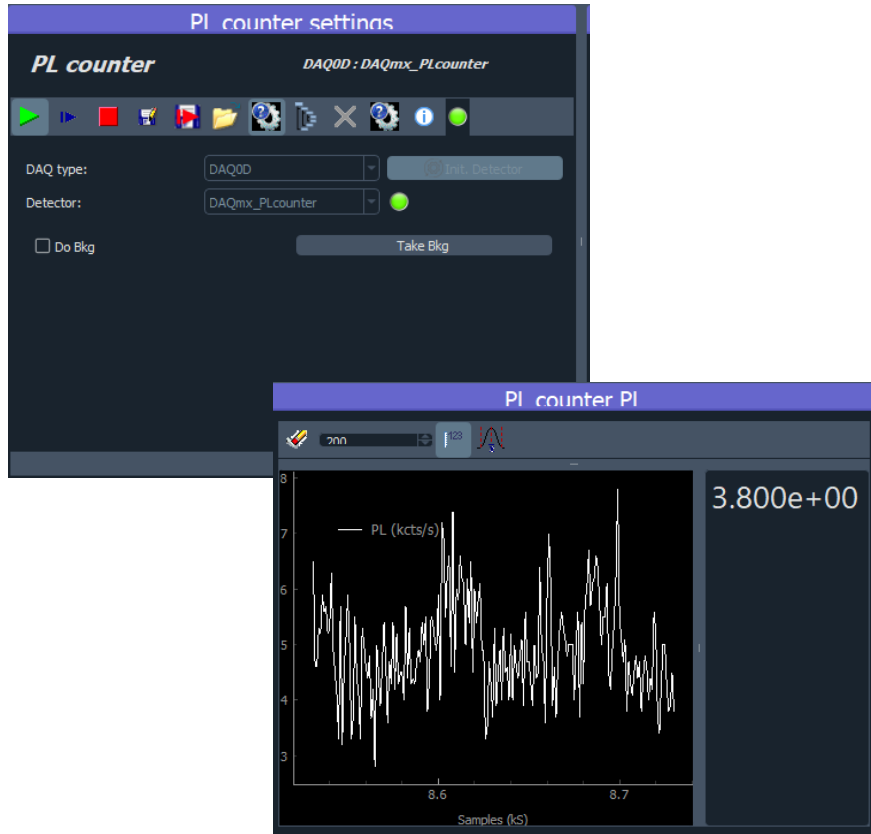 PL counter settings
PL counter
DAQ0D : DAQmx_PLcounter
DAQ type:
DAQ0D
Init. Detector
Detector:
DAQmx_PLcounter
Do Bkg
Take Bkg
PL counter PL
200
123
3.800e+00
8
PL (kcts/s)
7
6
5
4
3
8.6
8.7
Samples (kS)